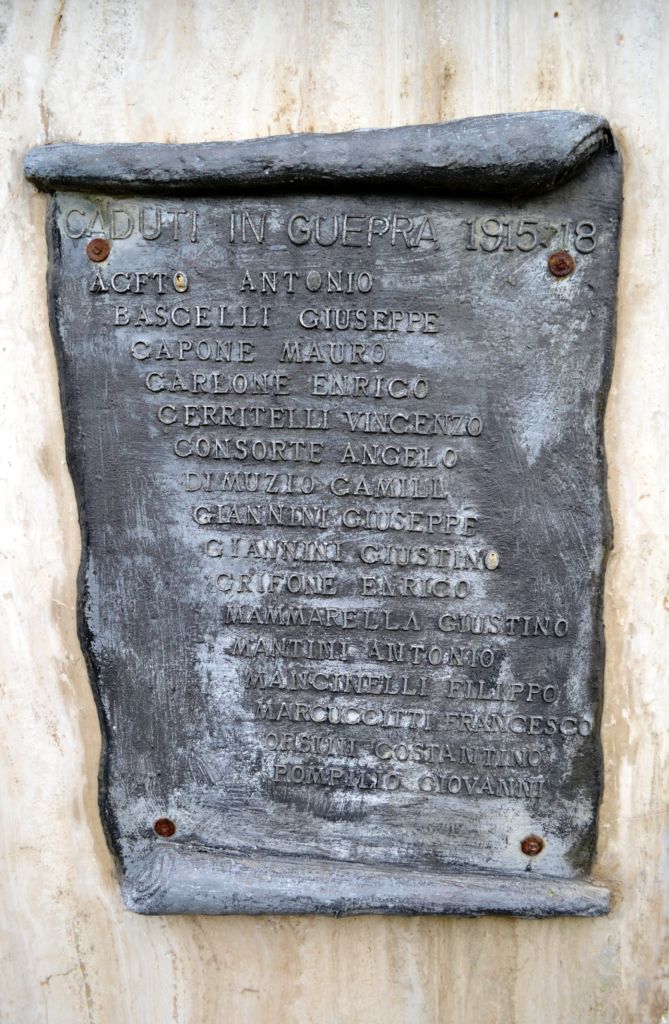 CADUTI IN GUERRA 1915-18
ACETO ANTONIO
BASCELLI GIUSEPPE
CAPONE MAURO
CARLONE ENRICO
CERRITELLI VINCENZO
CONSORTE ANGELO
DI MUZIO CAMILL
GIANNINI GIUSEPPE
GIANNINI GIUSTINO
GRIFONE ENRICO
MAMMARELLA GIUSTINO
MANTINI ANTONIO
MANCINELLI FILIPPO
MARCUCCITTI FRANCESCO
ORSINI COSTANTINO
POMPILIO GIOVANNI